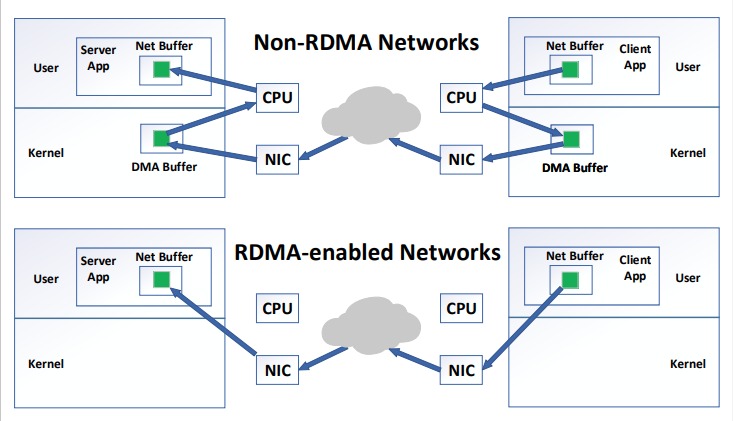 Non-RDMA Networks
User
Server
App
Net Buffer
Kernel
DMA Buffer
CPU
NIC
CPU
NIC
Net Buffer
Client
App
User
DMA Buffer
Kernel
RDMA-enabled Networks
User
Server
App
Net Buffer
Kernel
CPU
NIC
CPU
NIC
Net Buffer
Client
App
User
Kernel